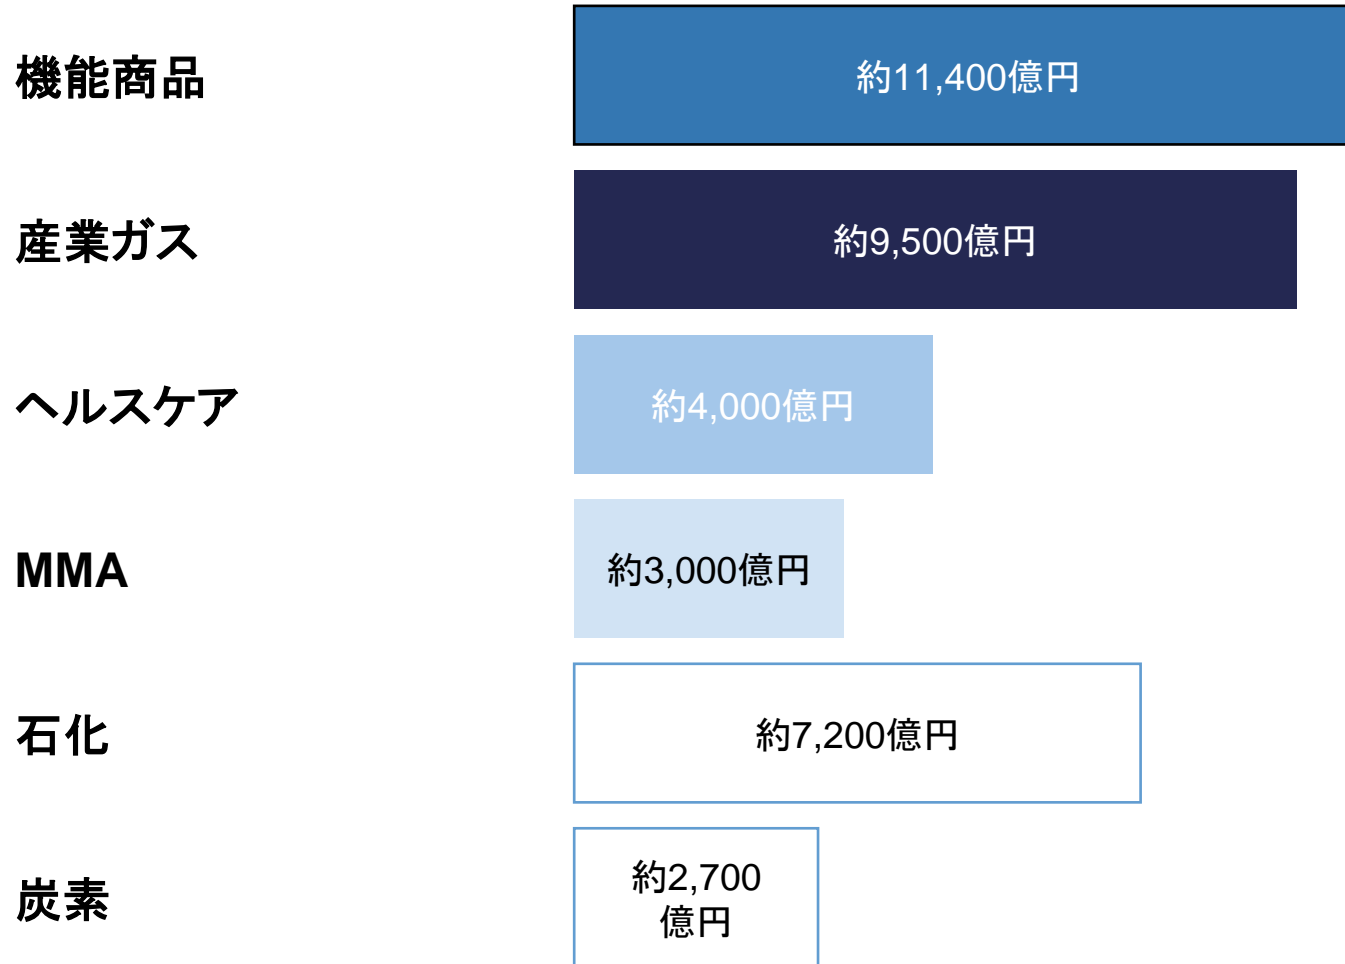 機能商品
約11,400億円
産業ガス
約9,500億円
ヘルスケア
約4,000億円
MMA
約3,000億円
石化
約7,200億円
炭素
約2,700
億円